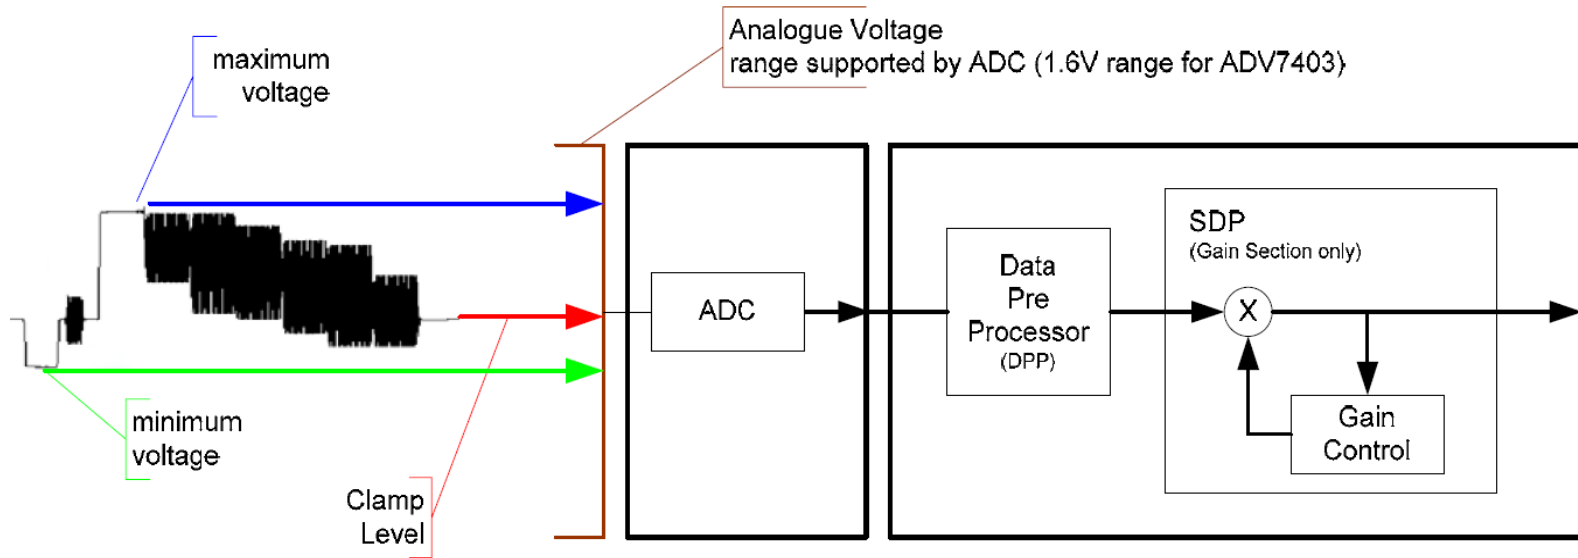 maximum
voltage
Analogue Voltage
range supported by ADC (1.6V range for ADV7403)
SDP
(Gain Section only)
Data
Pre
Processor
(DPP)
ADC
X
Gain
Control
minimum
voltage
Clamp
Level